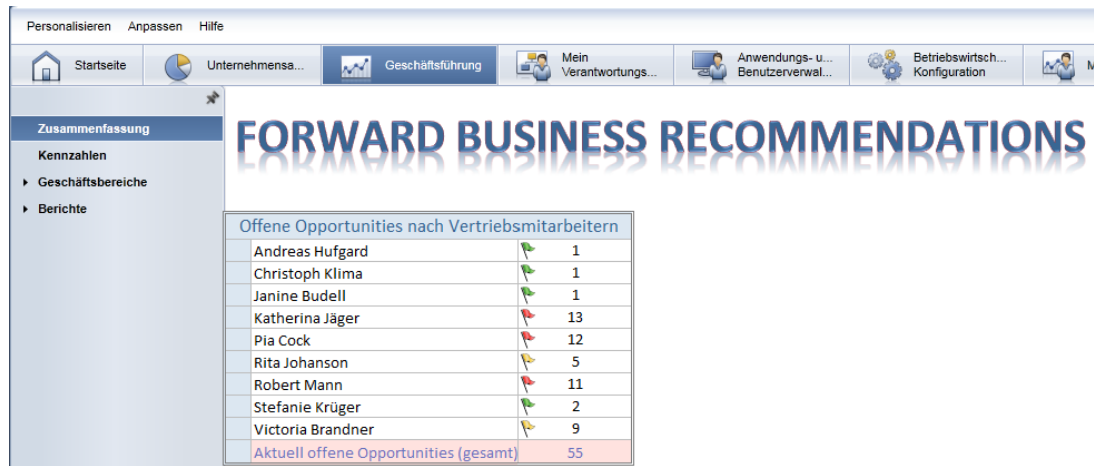 Personalisieren Anpassen Hilfe
Startseite
Unternehmensa...
Geschäftsführung
Mein
Verantwortungs...
Anwendungs- u...
Benutzerverwal...
Betriebswirtsch...
Konfiguration
M
Zusammenfassung
Kennzahlen
Geschäftsbereiche
Berichte
FORWARD BUSINESS RECOMMENDATIONS
Offene Opportunities nach Vertriebsmitarbeitern
Andreas Hufgard 1
Christoph Klima 1
Janine Budell 1
Katherina Jäger 13
Pia Cock 12
Rita Johanson 5
Robert Mann 11
Stefanie Krüger 2
Victoria Brandner 9
Aktuell offene Opportunities (gesamt) 55